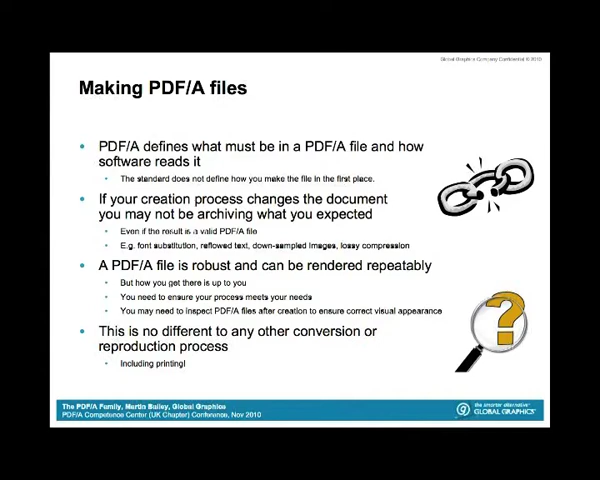 Global Graphics Company Confidential © 2010
Making PDF/A files
• PDF/A defines what must be in a PDF/A file and how
software reads it
• The standard does not define how you make the file in the first place.
• If your creation process changes the document
you may not be archiving what you expected
• Even if the result is a valid PDF/A file
• E.g. font substitution, reflowed text, down-sampled images, lossy compression
• A PDF/A file is robust and can be rendered repeatably
• But how you get there is up to you
• You need to ensure your process meets your needs
• You may need to inspect PDF/A files after creation to ensure correct visual appearance
• This is no different to any other conversion or
reproduction process
• Including printing!
?
The PDF/A Family, Martin Bailey, Global Graphics
PDF/A Competence Center (UK Chapter) Conference, Nov 2010
the smarter alternative
GLOBAL GRAPHICS